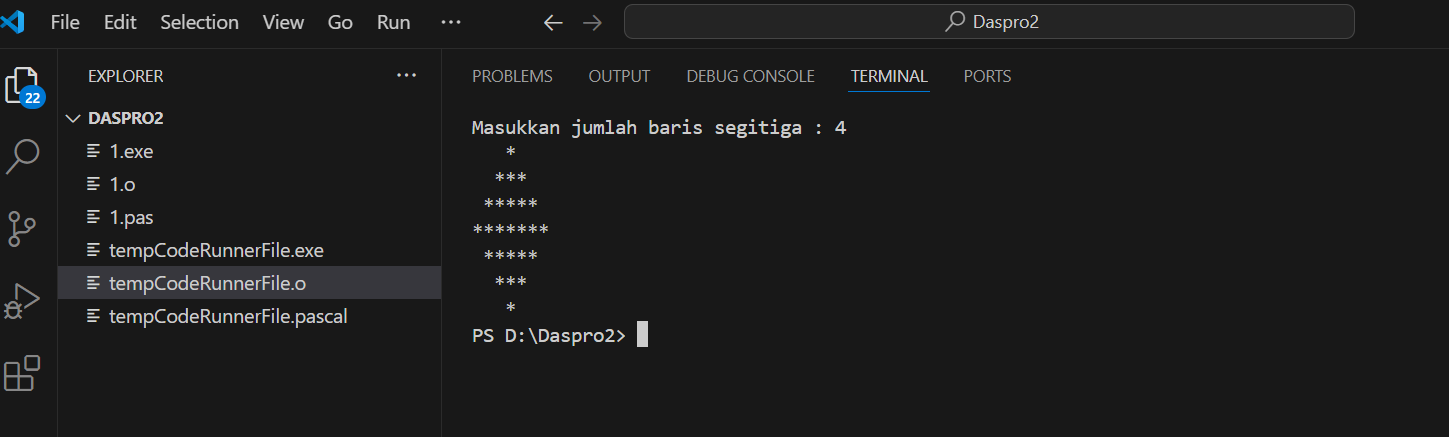 File Edit Selection View Go Run ··· ← → Daspro2
EXPLORER ···
22
DASPRO2
1.exe
1.o
1.pas
tempCodeRunnerFile.exe
tempCodeRunnerFile.o
tempCodeRunnerFile.pascal
PROBLEMS OUTPUT DEBUG CONSOLE TERMINAL PORTS
Masukkan jumlah baris segitiga : 4
   *
  ***
 *****
*******
 *****
  ***
   *
PS D:\Daspro2>